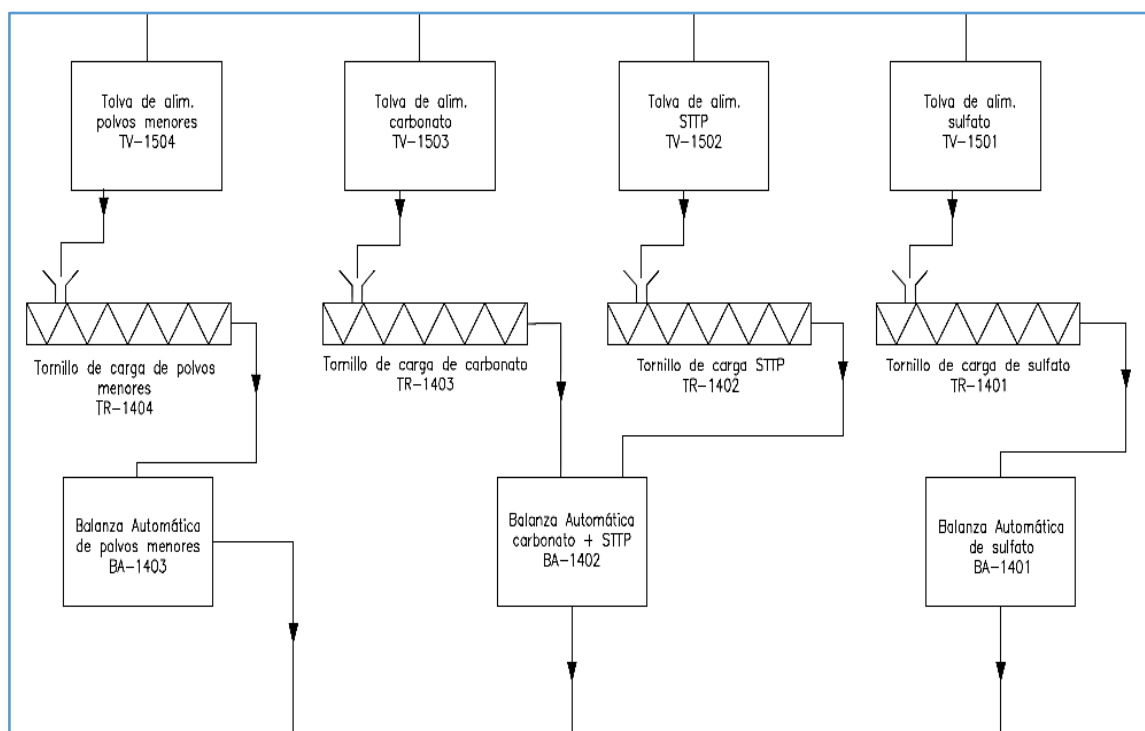 Tolva de alim.
polvos menores
TV-1504
Tolva de alim.
carbonato
TV-1503
Tolva de alim.
STTP
TV-1502
Tolva de alim.
sulfato
TV-1501
Tornillo de carga de polvos
menores
TR-1404
Tornillo de carga de carbonato
TR-1403
Tornillo de carga STTP
TR-1402
Tornillo de carga de sulfato
TR-1401
Balanza Automática
de polvos menores
BA-1403
Balanza Automática
carbonato + STTP
BA-1402
Balanza Automática
de sulfato
BA-1401